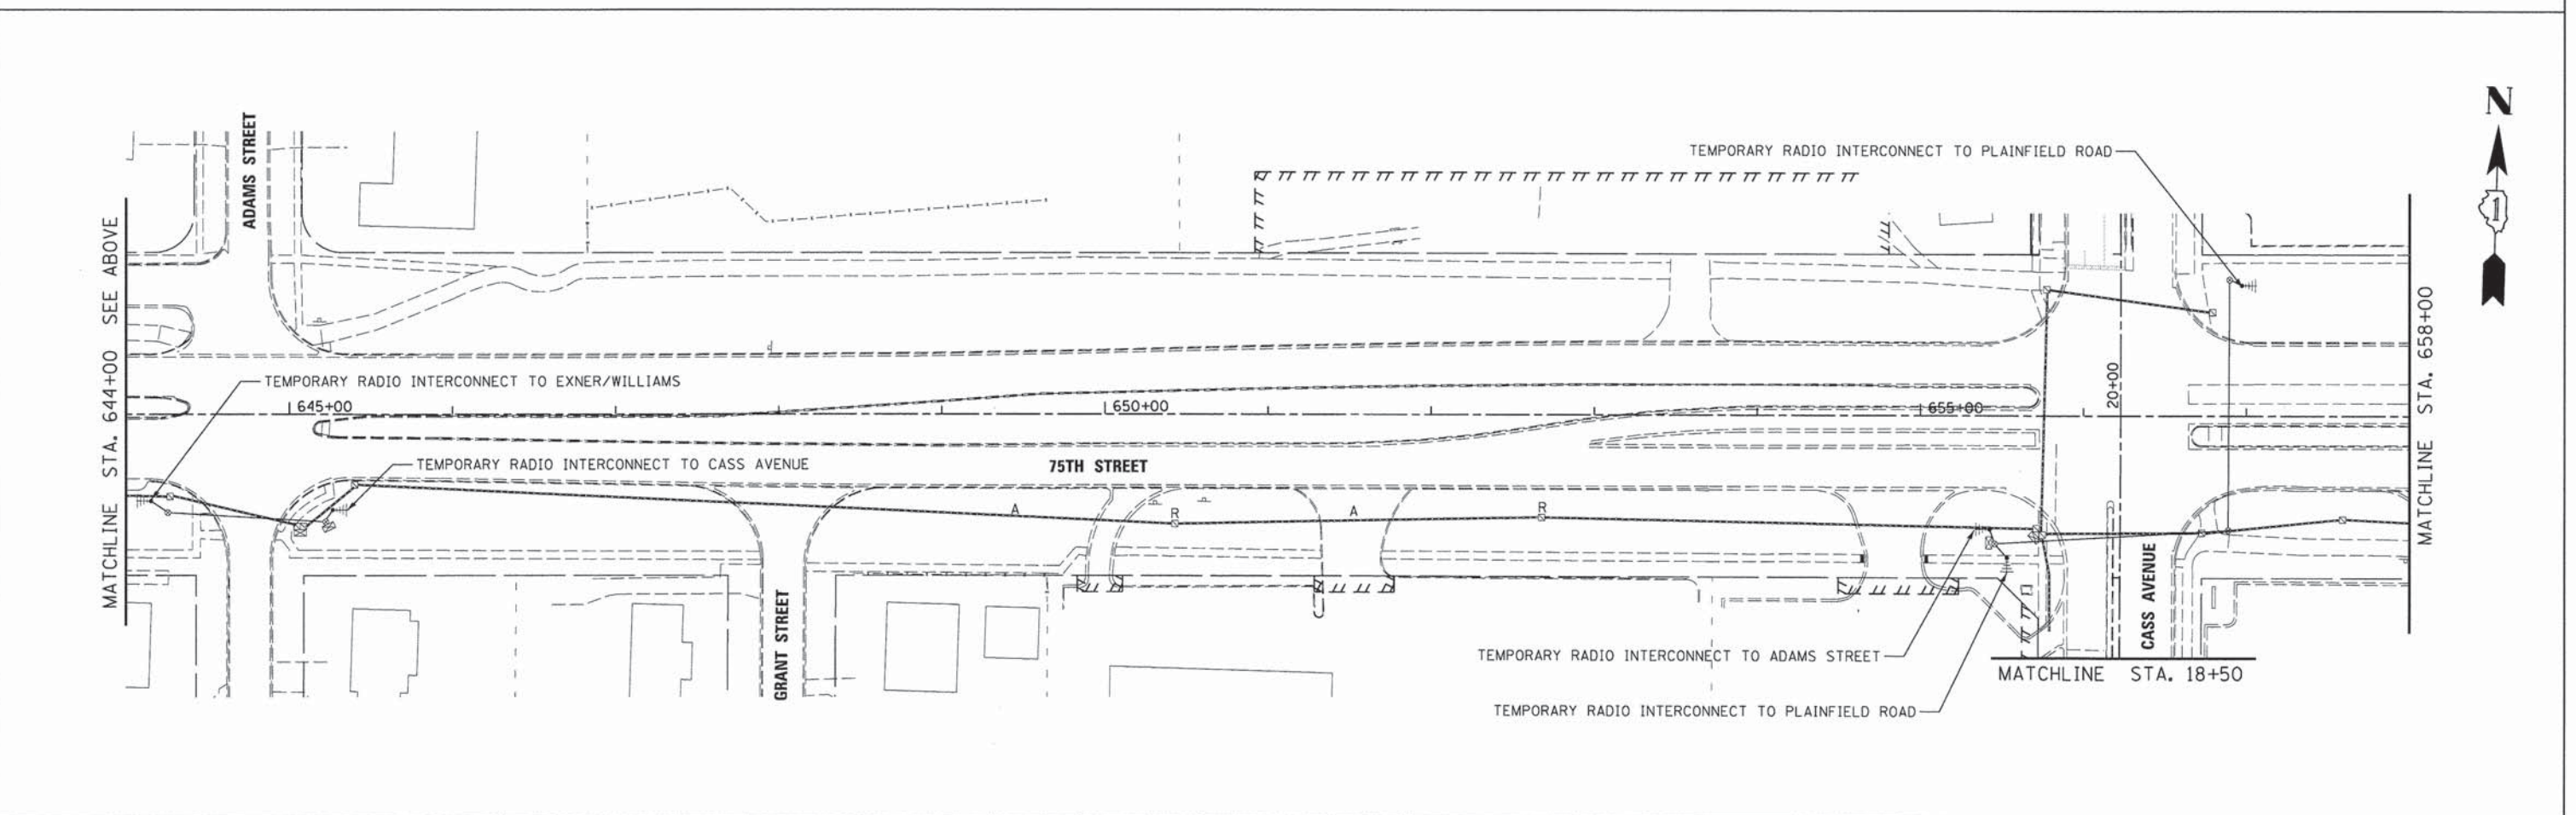 N
1
ADAMS STREET
TEMPORARY RADIO INTERCONNECT TO PLAINFIELD ROAD
MATCHLINE STA. 644+00 SEE ABOVE
TEMPORARY RADIO INTERCONNECT TO EXNER/WILLIAMS
645+00
650+00
655+00
20+00
MATCHLINE STA. 658+00
TEMPORARY RADIO INTERCONNECT TO CASS AVENUE
75TH STREET
A
R
A
R
GRANT STREET
CASS AVENUE
TEMPORARY RADIO INTERCONNECT TO ADAMS STREET
MATCHLINE STA. 18+50
TEMPORARY RADIO INTERCONNECT TO PLAINFIELD ROAD